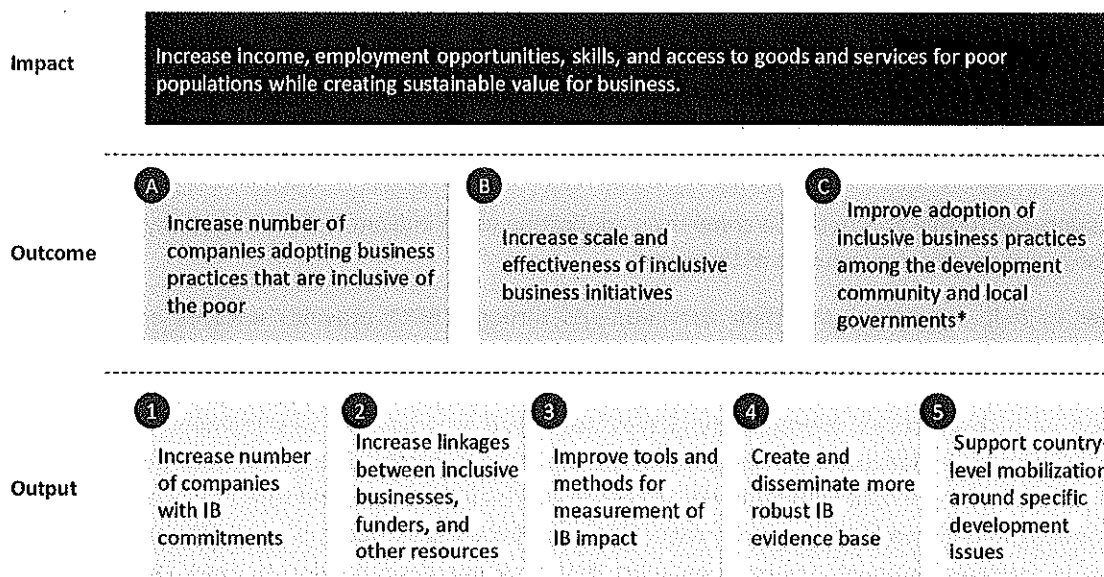 Impact
Increase income, employment opportunities, skills, and access to goods and services for poor
populations while creating sustainable value for business.
Outcome
A
Increase number of
companies adopting business
practices that are inclusive of
the poor
B
Increase scale and
effectiveness of inclusive
business initiatives
C
Improve adoption of
inclusive business practices
among the development
community and local
governments*
Output
1
Increase number
of companies
with IB
commitments
2
Increase linkages
between inclusive
businesses,
funders, and
other resources
3
Improve tools and
methods for
measurement of
IB impact
4
Create and
disseminate more
robust IB
evidence base
5
Support country-
level mobilization
around specific
development
issues